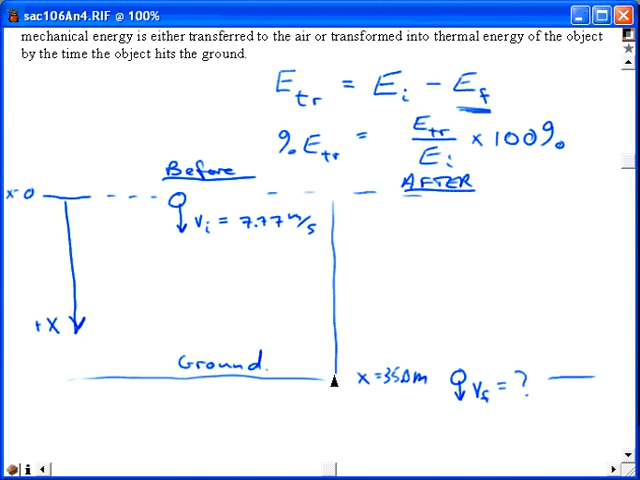 sac106An4.RIF @ 100%
mechanical energy is either transferred to the air or transformed into thermal energy of the object
by the time the object hits the ground.
E_tr = E_i - E_f
% E_tr = E_tr / E_i × 100%
Before
AFTER
x=0
v_i = 7.77 m/s
+x
Ground.
x = 35.0m
v_f = ?